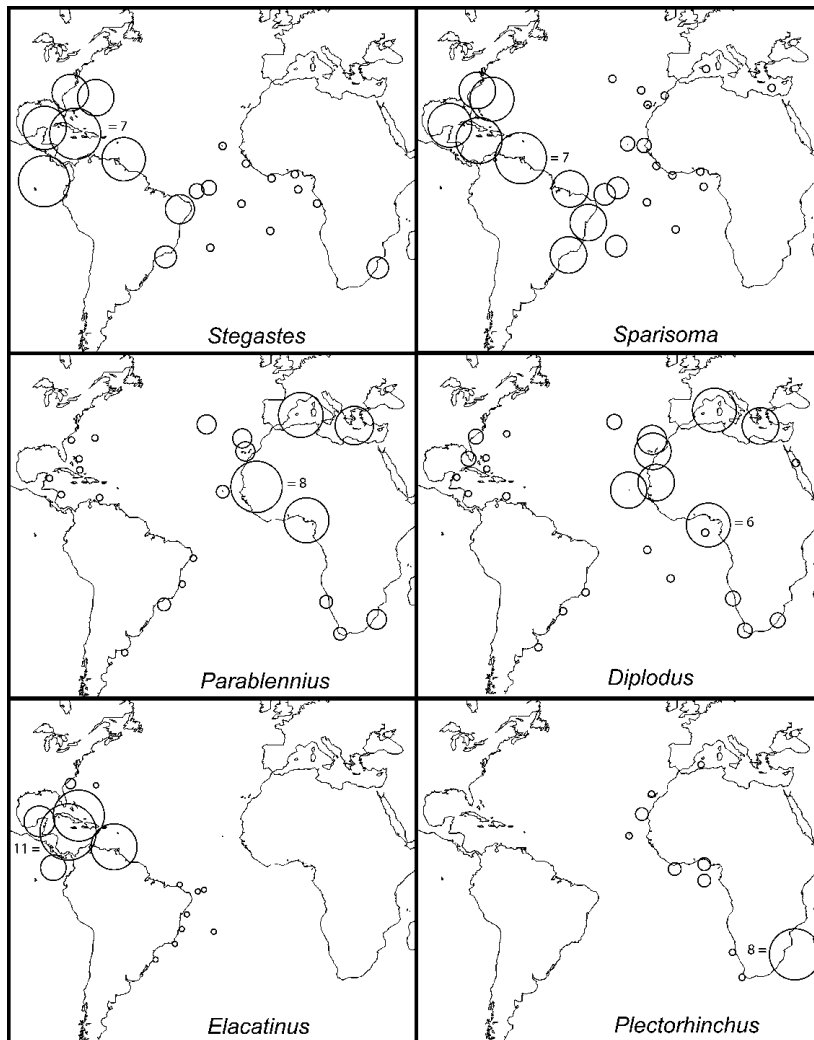 = 7
= 7
Stegastes
Sparisoma
= 8
= 6
Parablennius
Diplodus
11 =
8 =
Elacatinus
Plectorhinchus